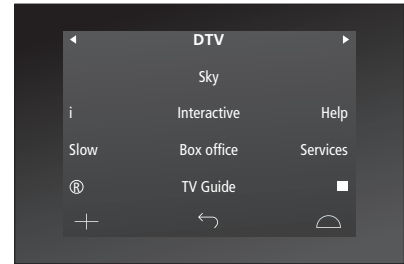 DTV
Sky
i Interactive Help
Slow Box office Services
® TV Guide